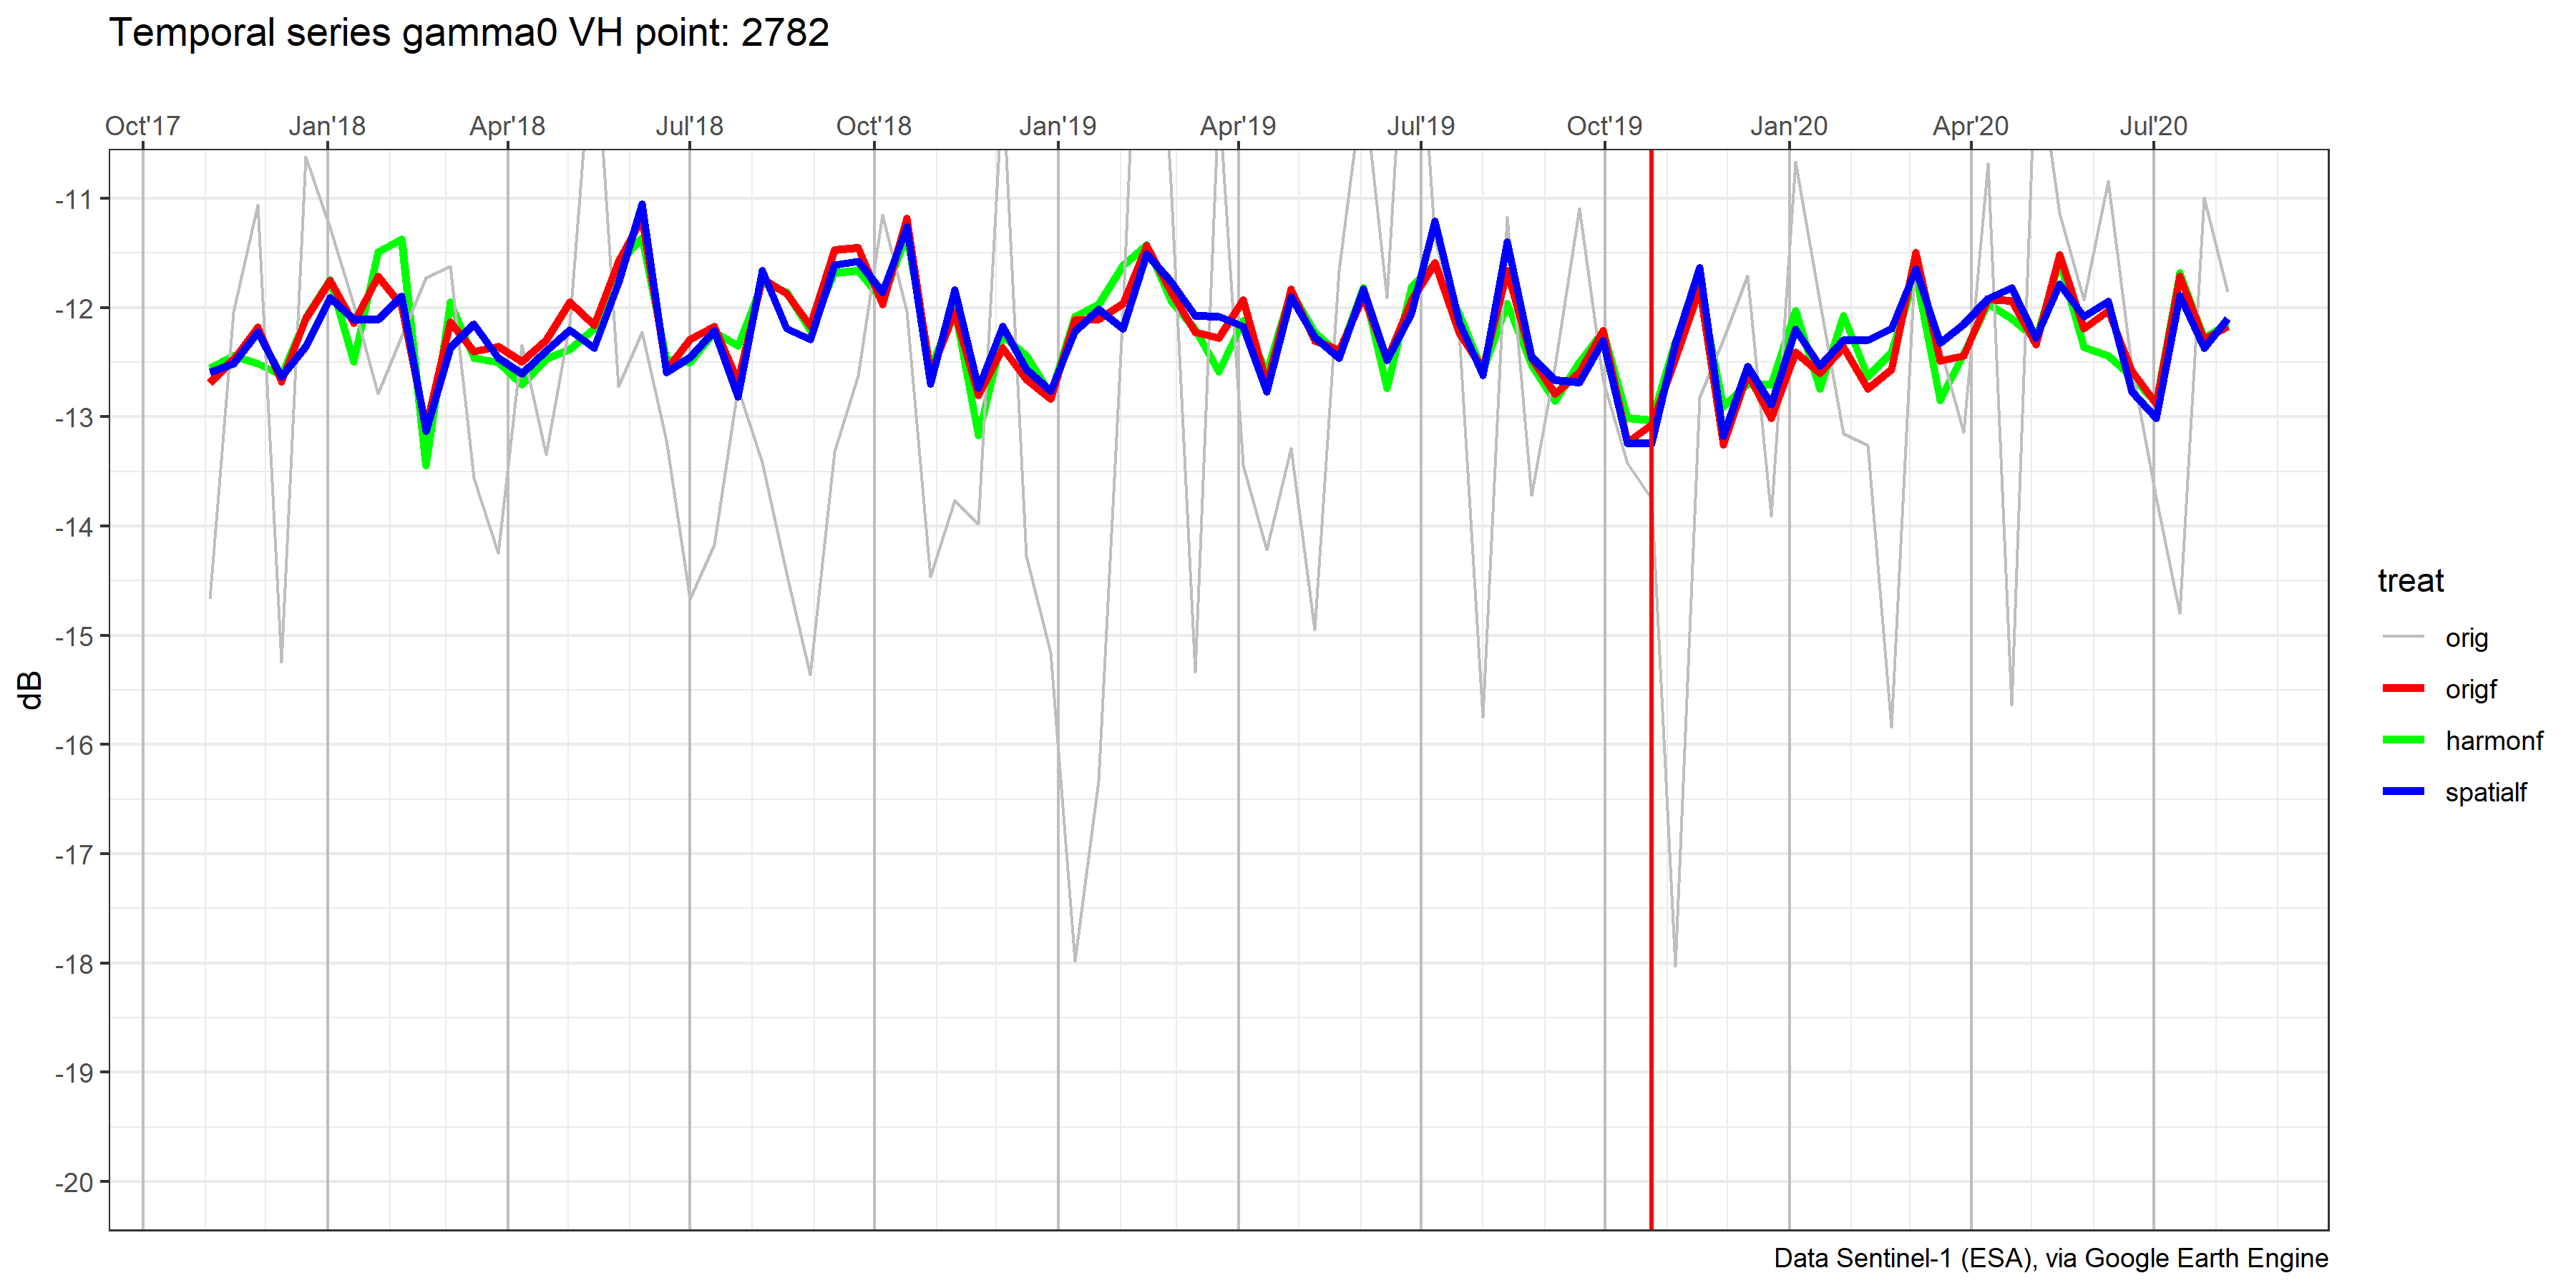 Temporal series gamma0 VH point: 2782
Oct'17 Jan'18 Apr'18 Jul'18 Oct'18 Jan'19 Apr'19 Jul'19 Oct'19 Jan'20 Apr'20 Jul'20
-11
-12
-13
-14
-15
-16
-17
-18
-19
-20
dB
treat
orig
origf
harmonf
spatialf
Data Sentinel-1 (ESA), via Google Earth Engine